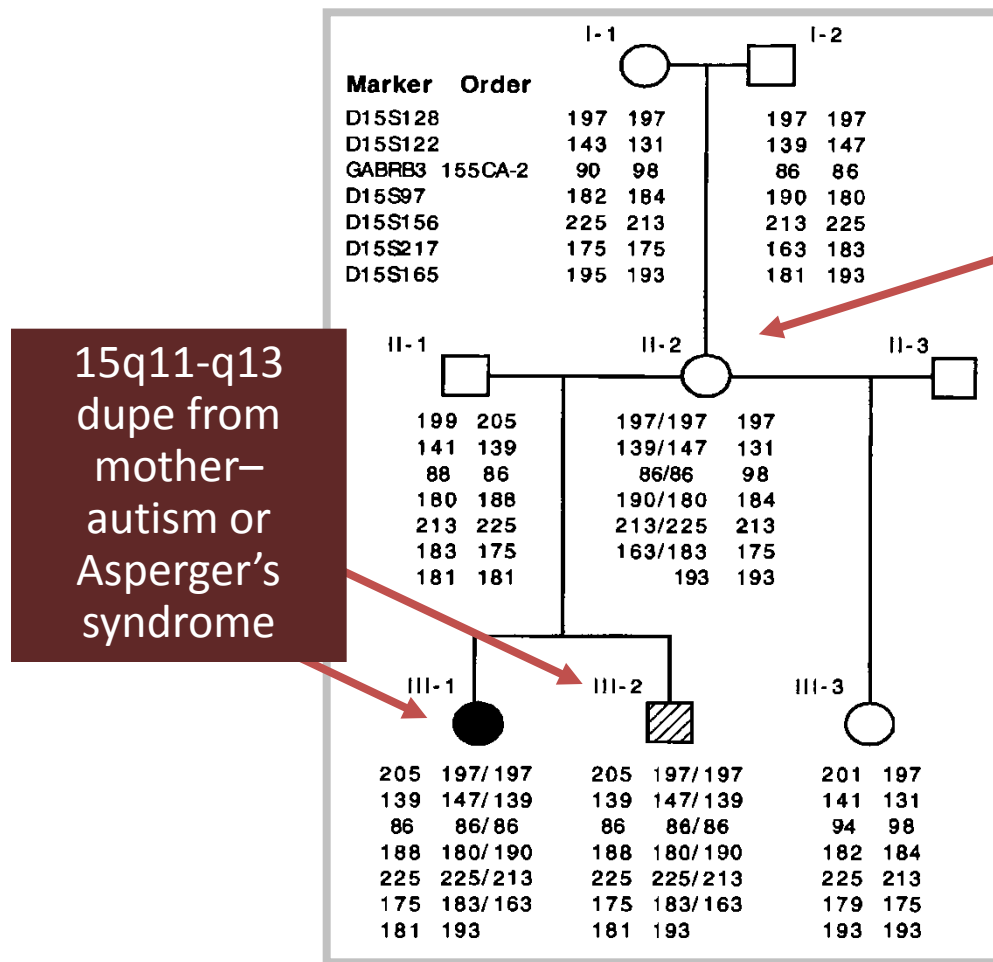 I-1 I-2
Marker Order
D15S128 197 197 197 197
D15S122 143 131 139 147
GABRB3 155CA-2 90 98 86 86
D15S97 182 184 190 180
D15S156 225 213 213 225
D15S217 175 175 163 183
D15S165 195 193 181 193
15q11-q13
dupe from
mother–
autism or
Asperger's
syndrome
II-1 II-2 II-3
199 205 197/197 197
141 139 139/147 131
88 86 86/86 98
180 188 190/180 184
213 225 213/225 213
183 175 163/183 175
181 181 193 193
III-1 III-2 III-3
205 197/197 205 197/197 201 197
139 147/139 139 147/139 141 131
86 86/86 86 86/86 94 98
188 180/190 188 180/190 182 184
225 225/213 225 225/213 225 213
175 183/163 175 183/163 179 175
181 193 181 193 193 193